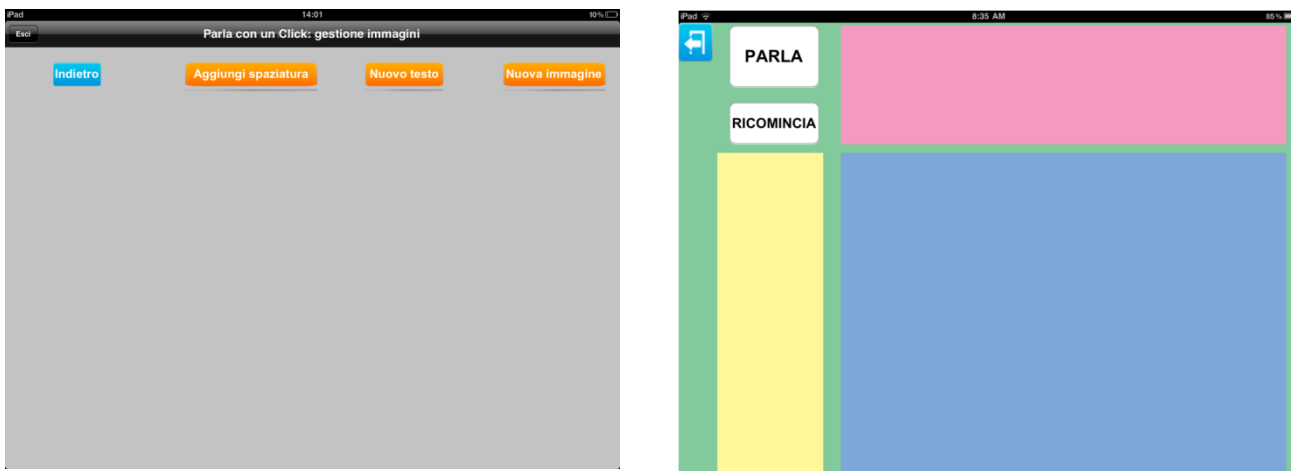 iPad 14:01 10%
Esci Parla con un Click: gestione immagini
Indietro Aggiungi spaziatura Nuovo testo Nuova immagine
iPad 8:35 AM 85%
PARLA
RICOMINCIA